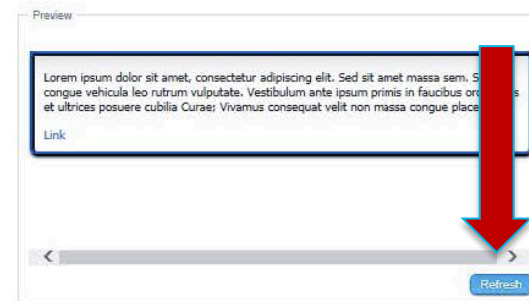 Preview
Lorem ipsum dolor sit amet, consectetur adipiscing elit. Sed sit amet massa sem. S
congue vehicula leo rutrum vulputate. Vestibulum ante ipsum primis in faucibus or s
et ultrices posuere cubilia Curae; Vivamus consequat velit non massa congue place
Link
Refresh